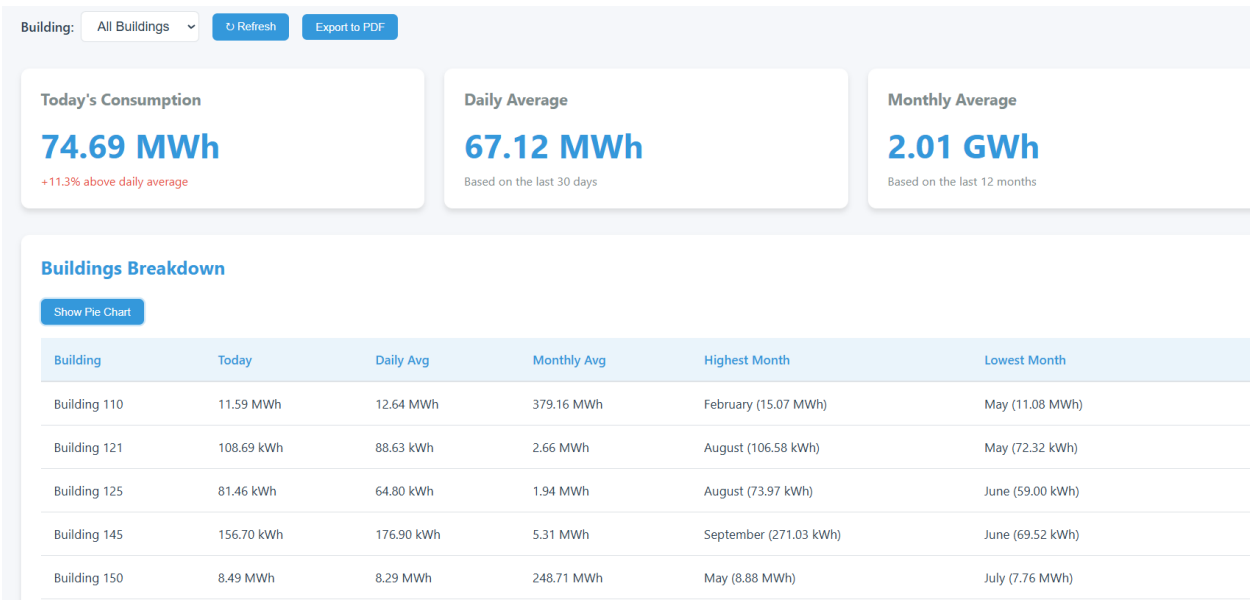 Building: All Buildings ↻ Refresh Export to PDF
Today's Consumption
74.69 MWh
+11.3% above daily average
Daily Average
67.12 MWh
Based on the last 30 days
Monthly Average
2.01 GWh
Based on the last 12 months
Buildings Breakdown
Show Pie Chart
Building Today Daily Avg Monthly Avg Highest Month Lowest Month
Building 110 11.59 MWh 12.64 MWh 379.16 MWh February (15.07 MWh) May (11.08 MWh)
Building 121 108.69 kWh 88.63 kWh 2.66 MWh August (106.58 kWh) May (72.32 kWh)
Building 125 81.46 kWh 64.80 kWh 1.94 MWh August (73.97 kWh) June (59.00 kWh)
Building 145 156.70 kWh 176.90 kWh 5.31 MWh September (271.03 kWh) June (69.52 kWh)
Building 150 8.49 MWh 8.29 MWh 248.71 MWh May (8.88 MWh) July (7.76 MWh)